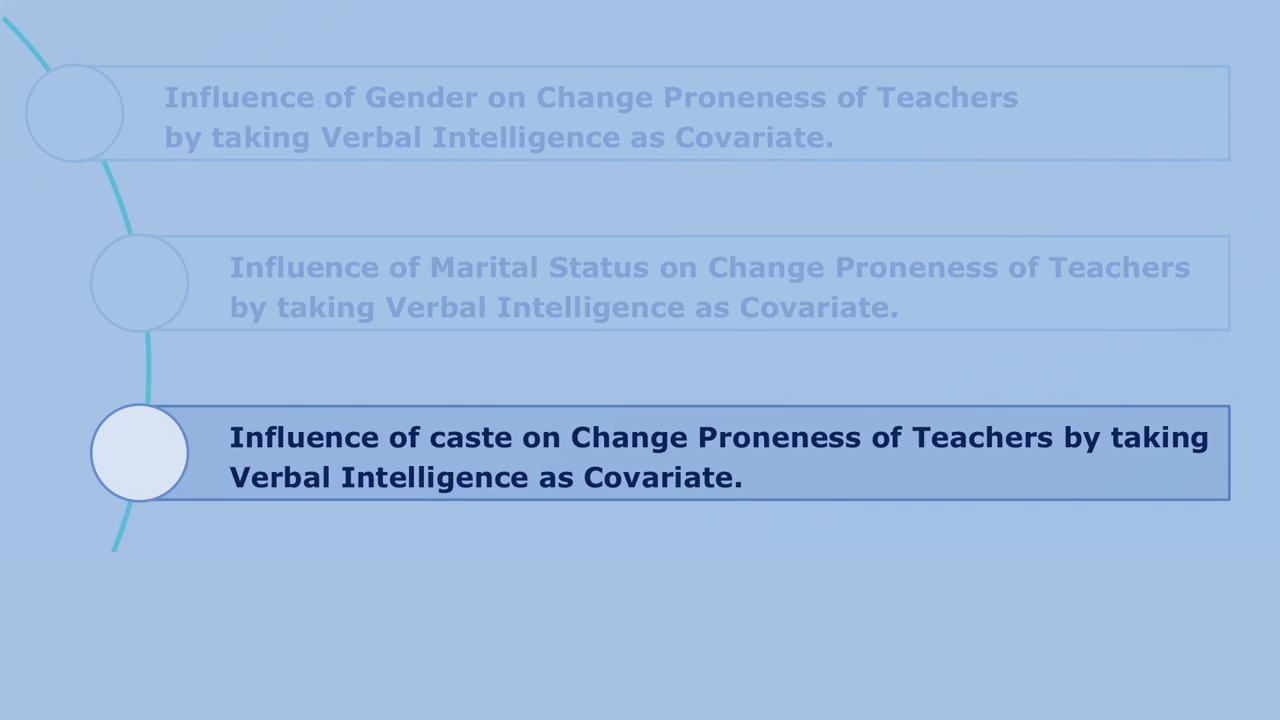 Influence of Gender on Change Proneness of Teachers
by taking Verbal Intelligence as Covariate.
Influence of Marital Status on Change Proneness of Teachers
by taking Verbal Intelligence as Covariate.
Influence of caste on Change Proneness of Teachers by taking
Verbal Intelligence as Covariate.